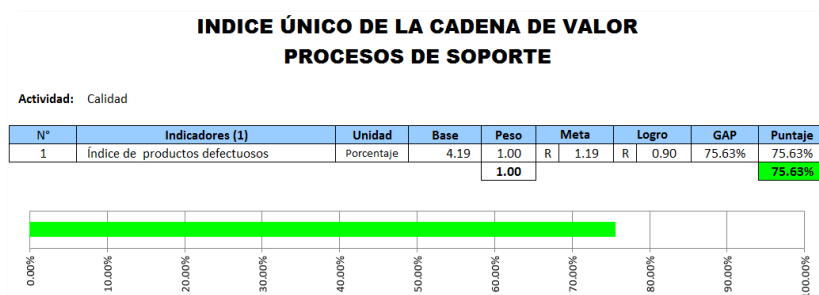 INDICE ÚNICO DE LA CADENA DE VALOR
PROCESOS DE SOPORTE
Actividad: Calidad
N° Indicadores (1) Unidad Base Peso Meta Logro GAP Puntaje
1 Índice de productos defectuosos Porcentaje 4.19 1.00 R 1.19 R 0.90 75.63% 75.63%
1.00 75.63%
0.00% 10.00% 20.00% 30.00% 40.00% 50.00% 60.00% 70.00% 80.00% 90.00% 100.00%